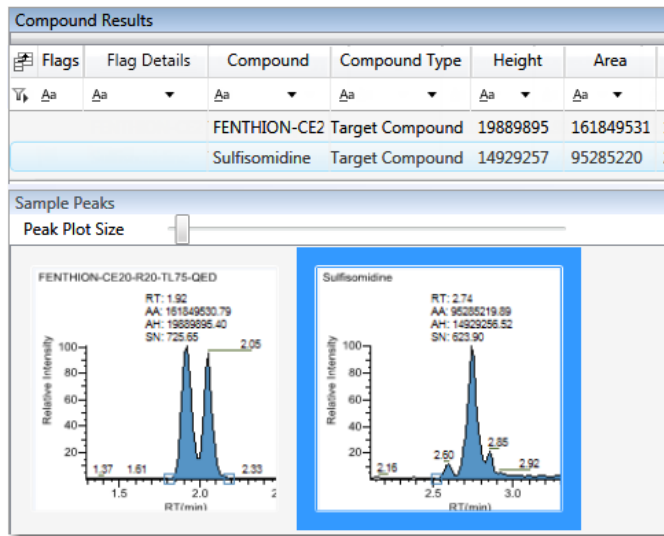 Compound Results
Flags Flag Details Compound Compound Type Height Area
Aa Aa Aa Aa Aa Aa
FENTHION-CE2 Target Compound 19889895 161849531
Sulfisomidine Target Compound 14929257 95285220
Sample Peaks
Peak Plot Size
FENTHION-CE20-R20-TL75-QED
RT: 1.92
AA: 161849530.79
AH: 19889895.40
SN: 725.65
2.05
100
80
60
40
20
Relative Intensity
1.37 1.61 2.33
1.5 2.0 2
RT(min)
Sulfisomidine
RT: 2.74
AA: 95285219.89
AH: 14929256.52
SN: 623.90
100
80
60
40
20
Relative Intensity
2.16 2.60 2.85 2.92
2.5 3.0
RT(min)